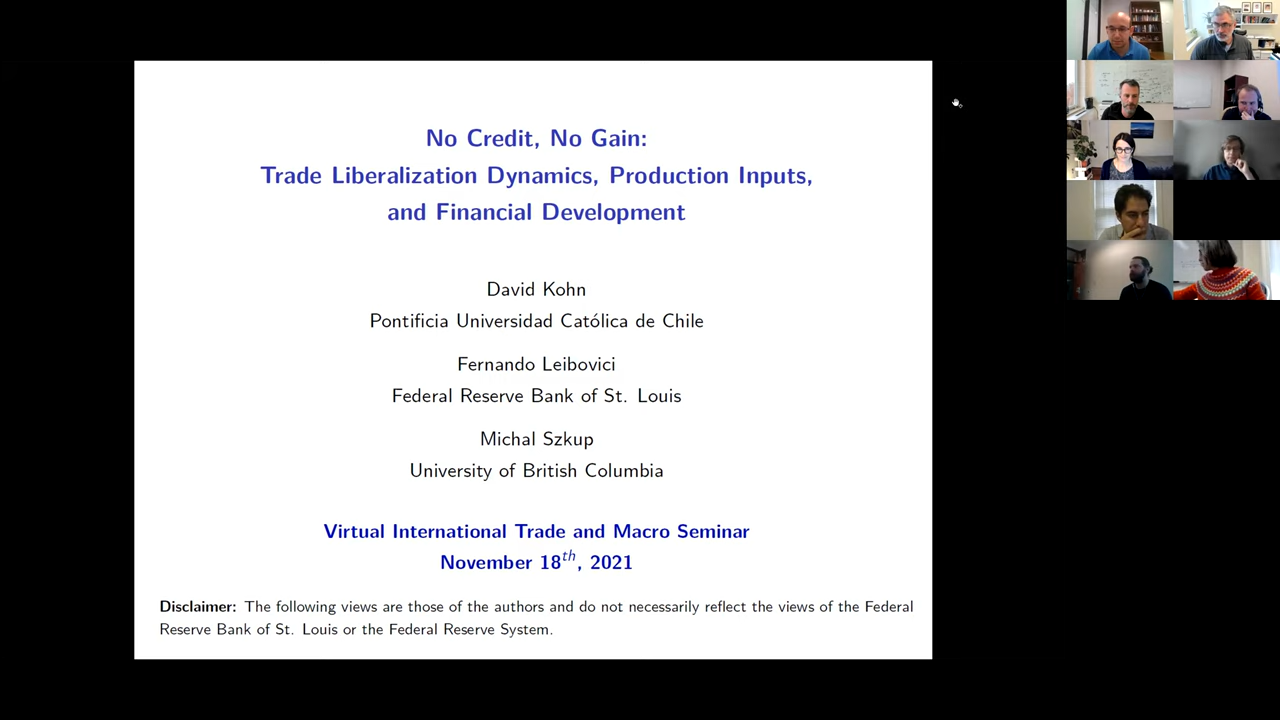 No Credit, No Gain:
Trade Liberalization Dynamics, Production Inputs,
and Financial Development
David Kohn
Pontificia Universidad Católica de Chile
Fernando Leibovici
Federal Reserve Bank of St. Louis
Michal Szkup
University of British Columbia
Virtual International Trade and Macro Seminar
November 18th, 2021
Disclaimer: The following views are those of the authors and do not necessarily reflect the views of the Federal
Reserve Bank of St. Louis or the Federal Reserve System.